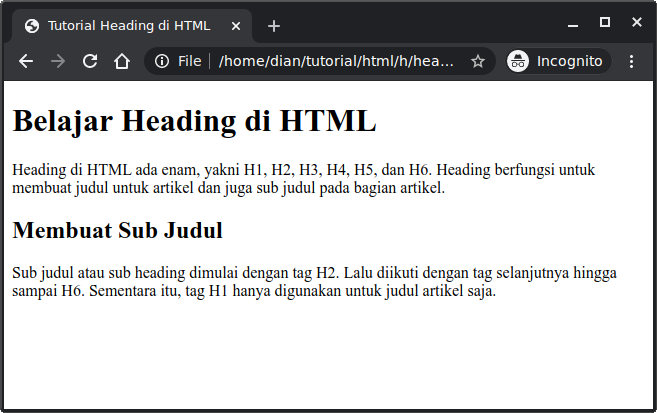 Tutorial Heading di HTML
File
/home/dian/tutorial/html/h/hea...
Incognito
Belajar Heading di HTML
Heading di HTML ada enam, yakni H1, H2, H3, H4, H5, dan H6. Heading berfungsi untuk
membuat judul untuk artikel dan juga sub judul pada bagian artikel.
Membuat Sub Judul
Sub judul atau sub heading dimulai dengan tag H2. Lalu diikuti dengan tag selanjutnya hingga
sampai H6. Sementara itu, tag H1 hanya digunakan untuk judul artikel saja.